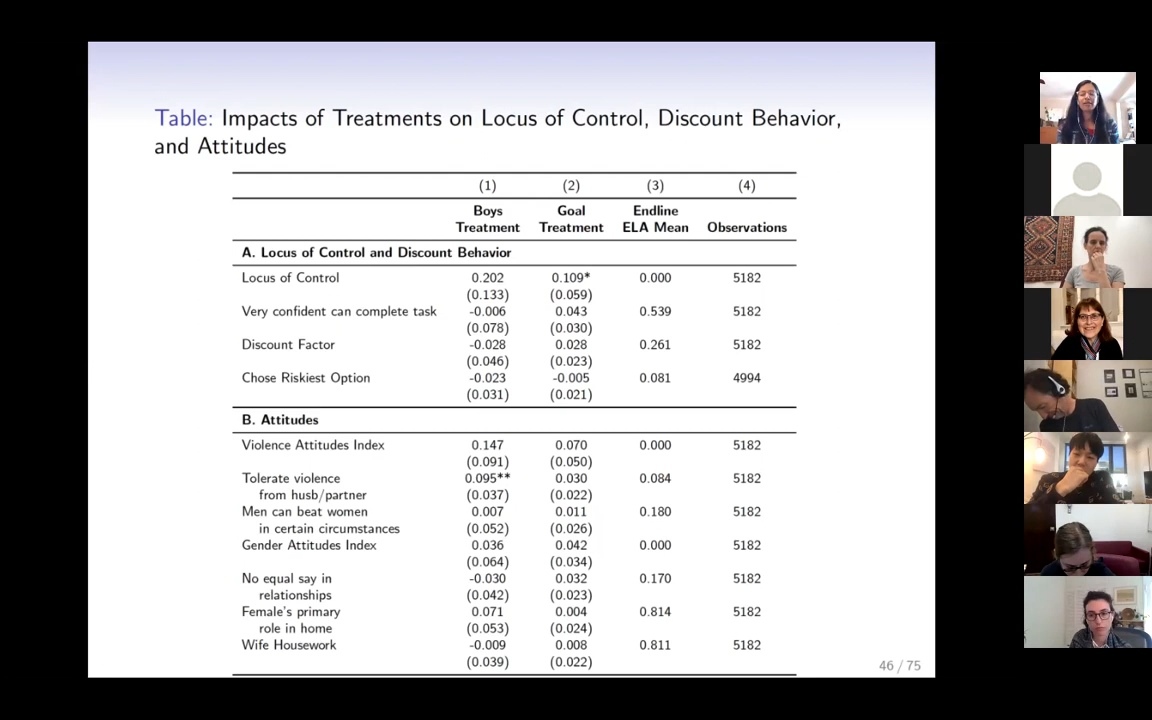 Table: Impacts of Treatments on Locus of Control, Discount Behavior,
and Attitudes
(1) (2) (3) (4)
Boys Goal Endline
Treatment Treatment ELA Mean Observations
A. Locus of Control and Discount Behavior
Locus of Control 0.202 0.109* 0.000 5182
(0.133) (0.059)
Very confident can complete task -0.006 0.043 0.539 5182
(0.078) (0.030)
Discount Factor -0.028 0.028 0.261 5182
(0.046) (0.023)
Chose Riskiest Option -0.023 -0.005 0.081 4994
(0.031) (0.021)
B. Attitudes
Violence Attitudes Index 0.147 0.070 0.000 5182
(0.091) (0.050)
Tolerate violence 0.095** 0.030 0.084 5182
from husb/partner (0.037) (0.022)
Men can beat women 0.007 0.011 0.180 5182
in certain circumstances (0.052) (0.026)
Gender Attitudes Index 0.036 0.042 0.000 5182
(0.064) (0.034)
No equal say in -0.030 0.032 0.170 5182
relationships (0.042) (0.023)
Female's primary 0.071 0.004 0.814 5182
role in home (0.053) (0.024)
Wife Housework -0.009 0.008 0.811 5182
(0.039) (0.022)
46 / 75